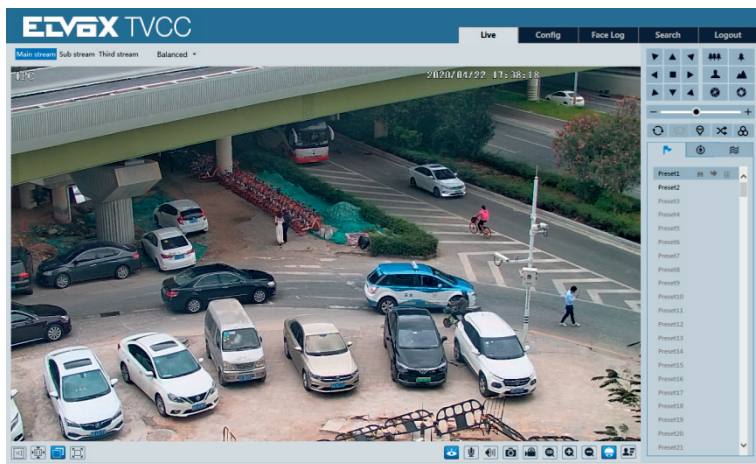 ELVOX TVCC
Live Config Face Log Search Logout
Main stream Sub stream Third stream Balanced
IPC 2020/04/22 17:38:18
Preset1
Preset2
Preset3
Preset4
Preset5
Preset6
Preset7
Preset8
Preset9
Preset10
Preset11
Preset12
Preset13
Preset14
Preset15
Preset16
Preset17
Preset18
Preset19
Preset20
Preset21